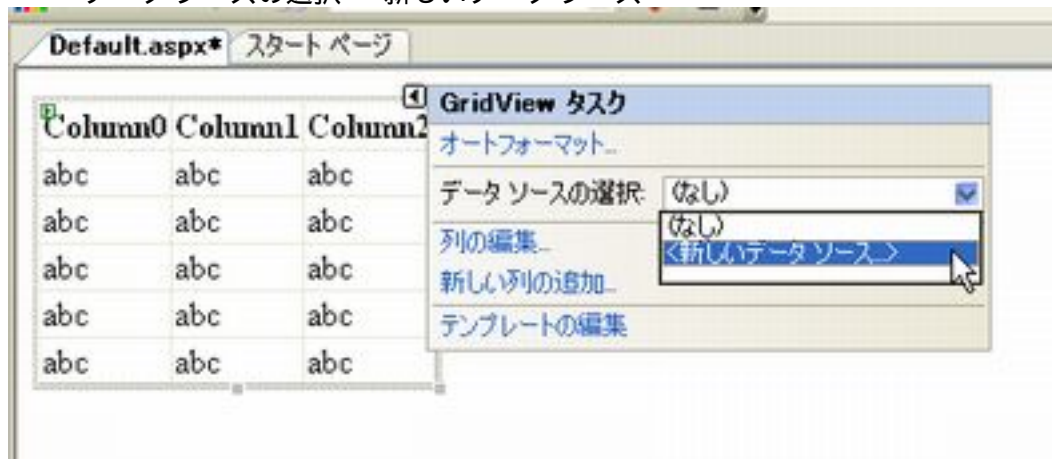 Default.aspx* スタート ページ
GridView タスク
オートフォーマット...
データ ソースの選択: (なし)
(なし)
<新しいデータ ソース...>
列の編集...
新しい列の追加...
テンプレートの編集
Column0 Column1 Column2
abc abc abc
abc abc abc
abc abc abc
abc abc abc
abc abc abc